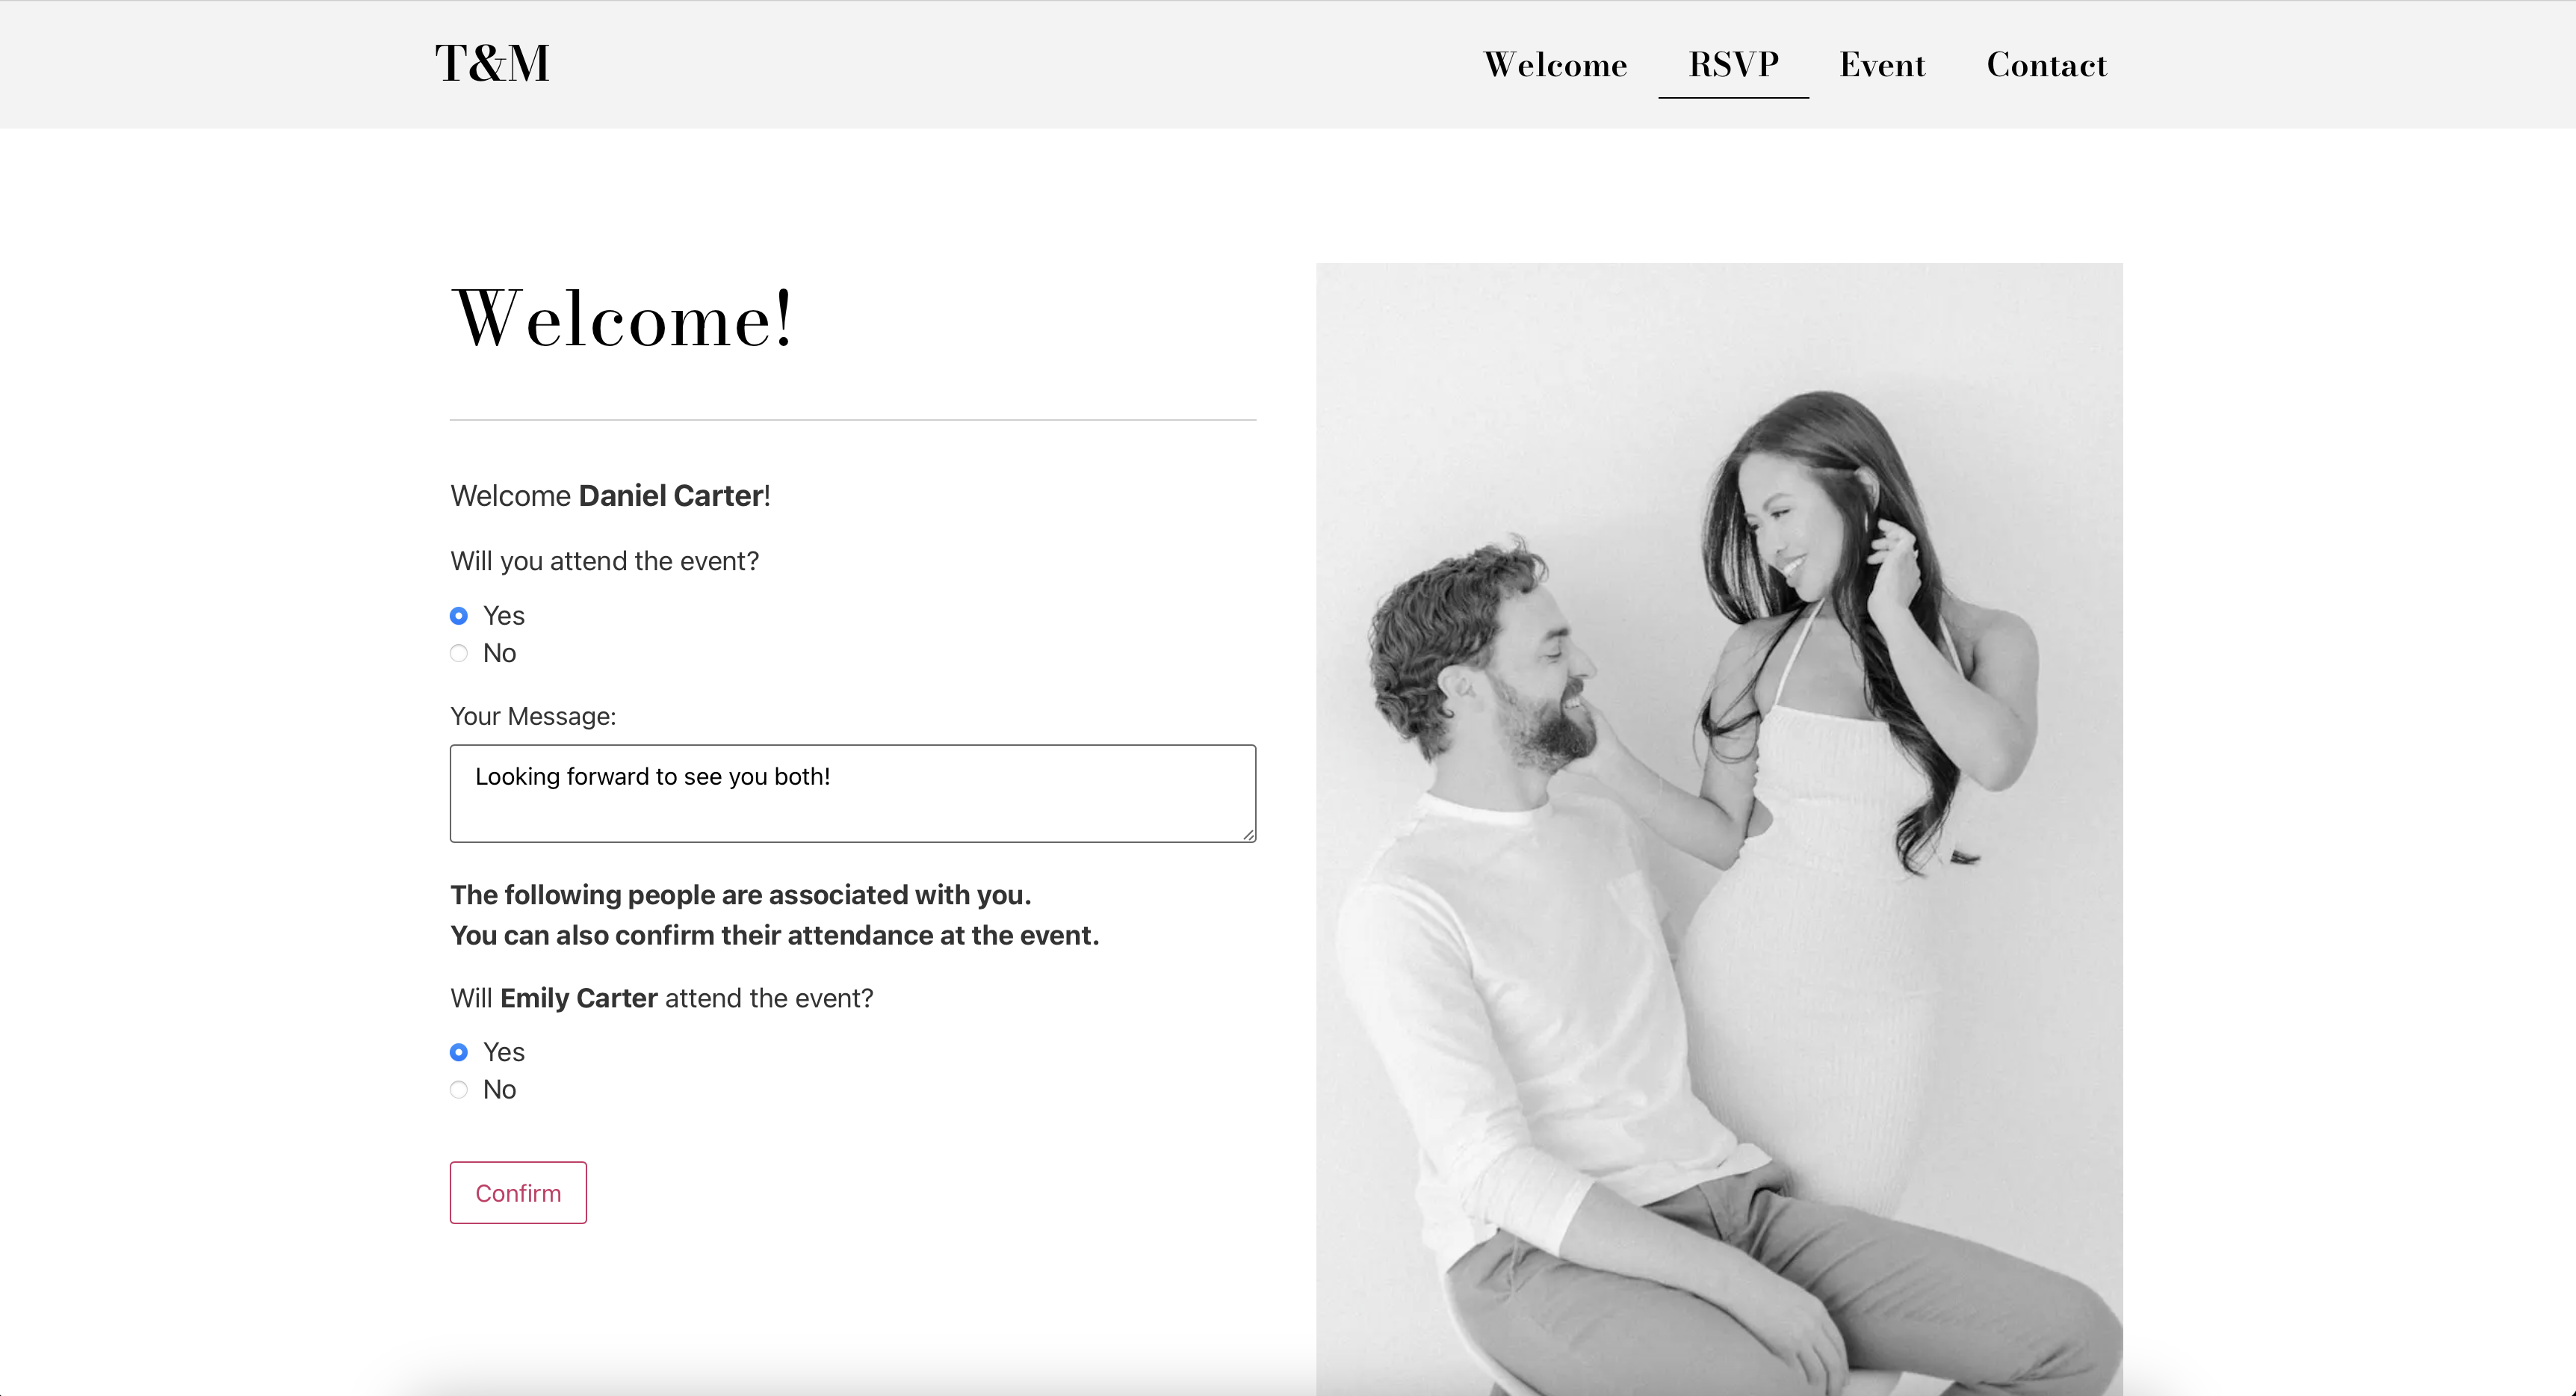 T&M
Welcome
RSVP
Event
Contact
Welcome!
Welcome Daniel Carter!
Will you attend the event?
Yes
No
Your Message:
Looking forward to see you both!
The following people are associated with you.
You can also confirm their attendance at the event.
Will Emily Carter attend the event?
Yes
No
Confirm